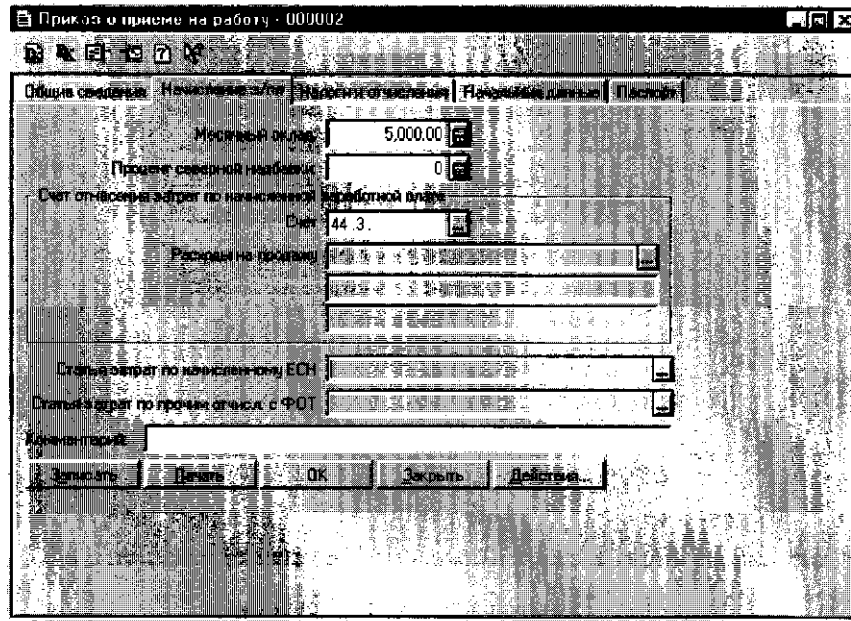 Приказ о приеме на работу - 000002
Общие сведения Начисление з/пл Налоги и отчисления Начальные данные Паспорт
Месячный оклад: 5,000.00
Процент северной надбавки: 0
Счет отнесения затрат по начисленной заработной плате
Счет 44 .3 .
Расходы на продажу
Статья затрат по начисленному ЕСН
Статья затрат по прочим отчисл. с ФОТ
Комментарий:
Записать Печать OK Закрыть Действия...